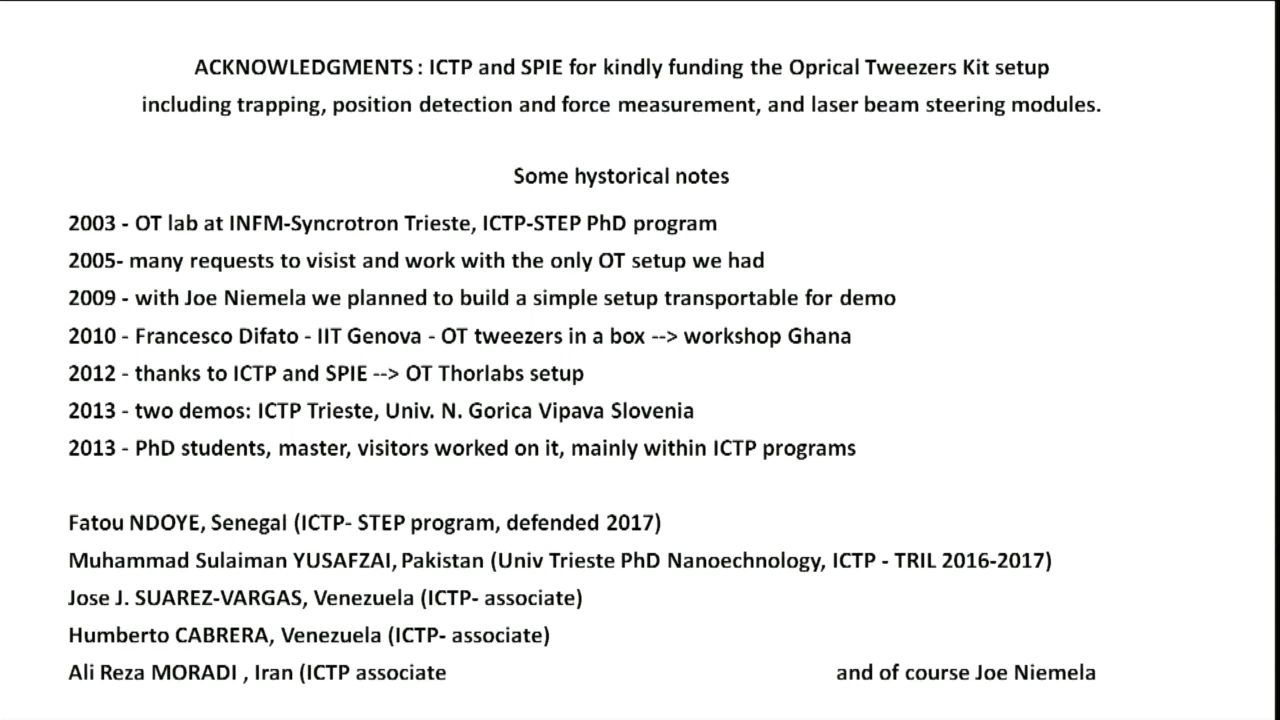 ACKNOWLEDGMENTS : ICTP and SPIE for kindly funding the Oprical Tweezers Kit setup
including trapping, position detection and force measurement, and laser beam steering modules.
Some hystorical notes
2003 - OT lab at INFM-Syncrotron Trieste, ICTP-STEP PhD program
2005- many requests to visist and work with the only OT setup we had
2009 - with Joe Niemela we planned to build a simple setup transportable for demo
2010 - Francesco Difato - IIT Genova - OT tweezers in a box --> workshop Ghana
2012 - thanks to ICTP and SPIE --> OT Thorlabs setup
2013 - two demos: ICTP Trieste, Univ. N. Gorica Vipava Slovenia
2013 - PhD students, master, visitors worked on it, mainly within ICTP programs
Fatou NDOYE, Senegal (ICTP- STEP program, defended 2017)
Muhammad Sulaiman YUSAFZAI, Pakistan (Univ Trieste PhD Nanoechnology, ICTP - TRIL 2016-2017)
Jose J. SUAREZ-VARGAS, Venezuela (ICTP- associate)
Humberto CABRERA, Venezuela (ICTP- associate)
Ali Reza MORADI , Iran (ICTP associate and of course Joe Niemela